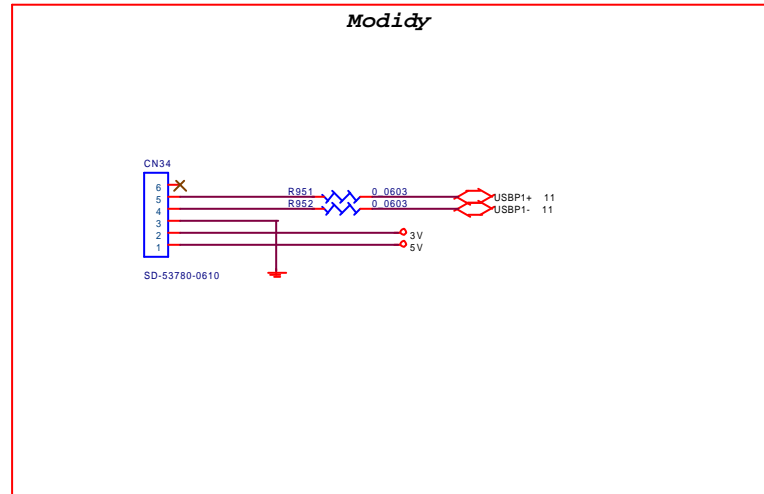 Modidy
CN34
6
5 R951 0_0603 USBP1+ 11
4 R952 0_0603 USBP1- 11
3
2 3V
1 5V
SD-53780-0610